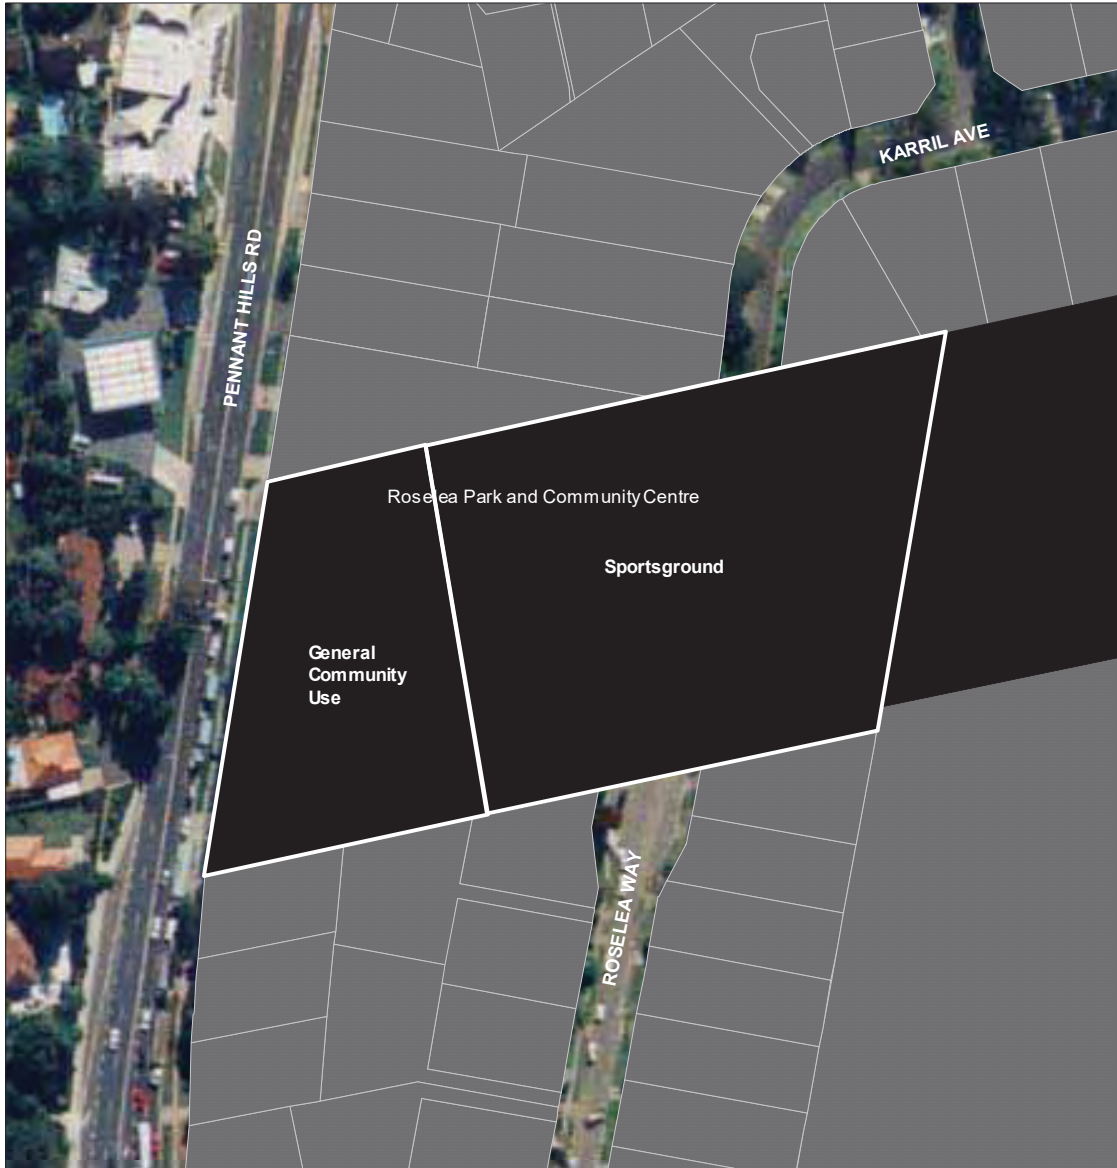 KARRIL AVE
PENNANT HILLS RD
Roselea Park and Community Centre
Sportsground
General
Community
Use
ROSELEA WAY